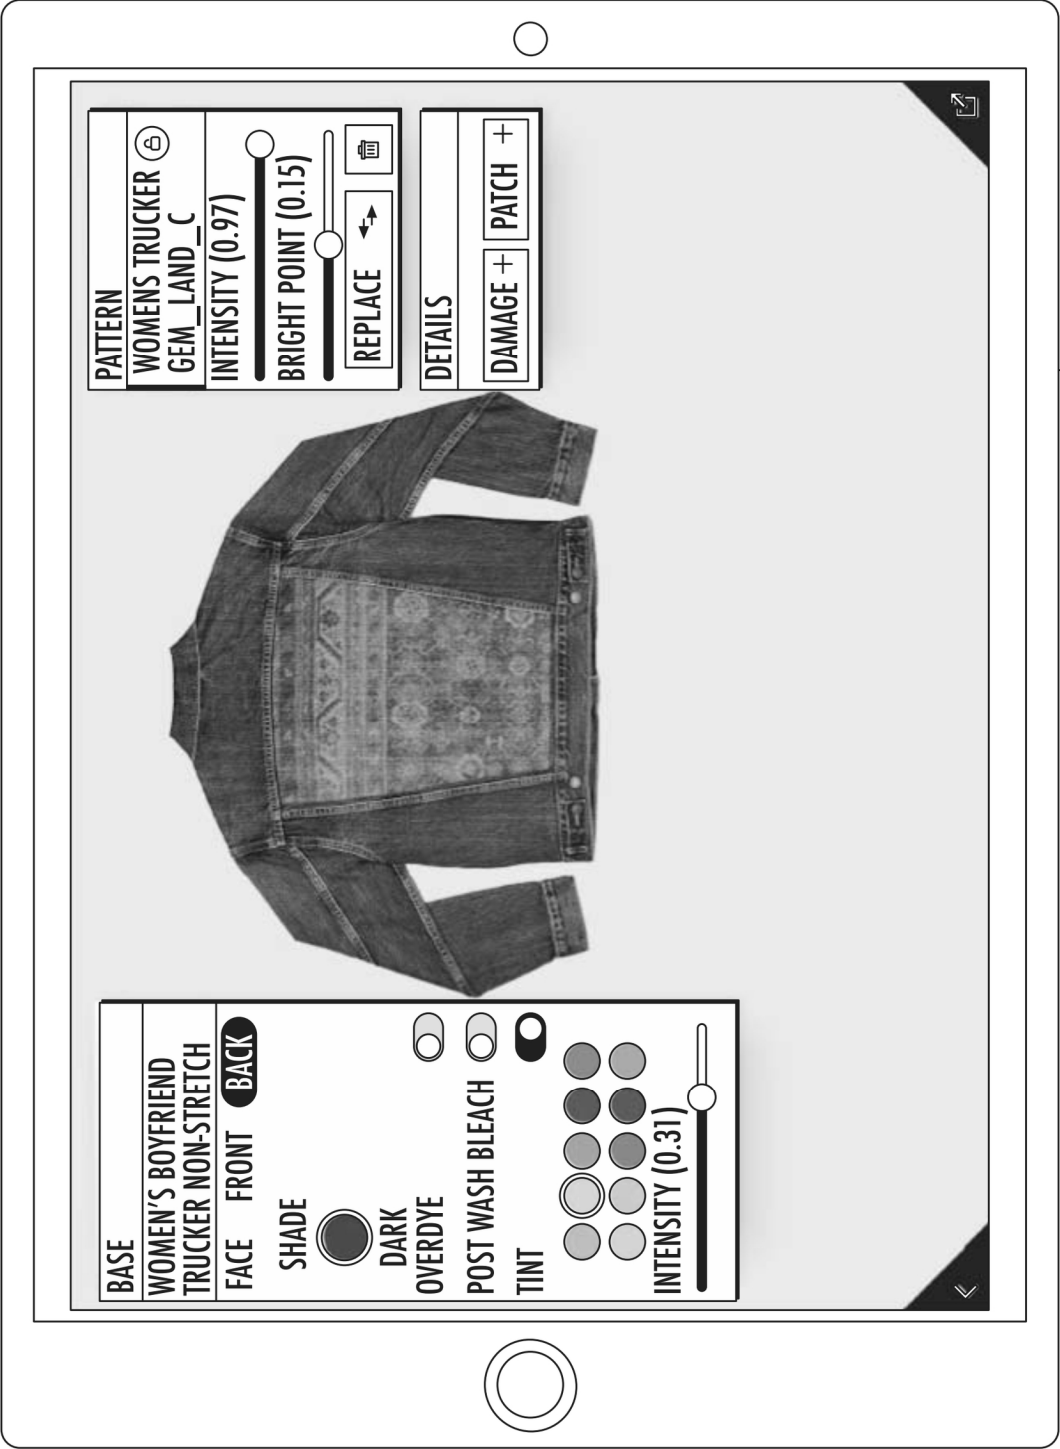 BASE
WOMEN'S BOYFRIEND
TRUCKER NON-STRETCH
FACE FRONT BACK
SHADE
DARK
OVERDYE
POST WASH BLEACH
TINT
INTENSITY (0.31)
PATTERN
WOMENS TRUCKER
GEM_LAND_C
INTENSITY (0.97)
BRIGHT POINT (0.15)
REPLACE
DETAILS
DAMAGE + PATCH +